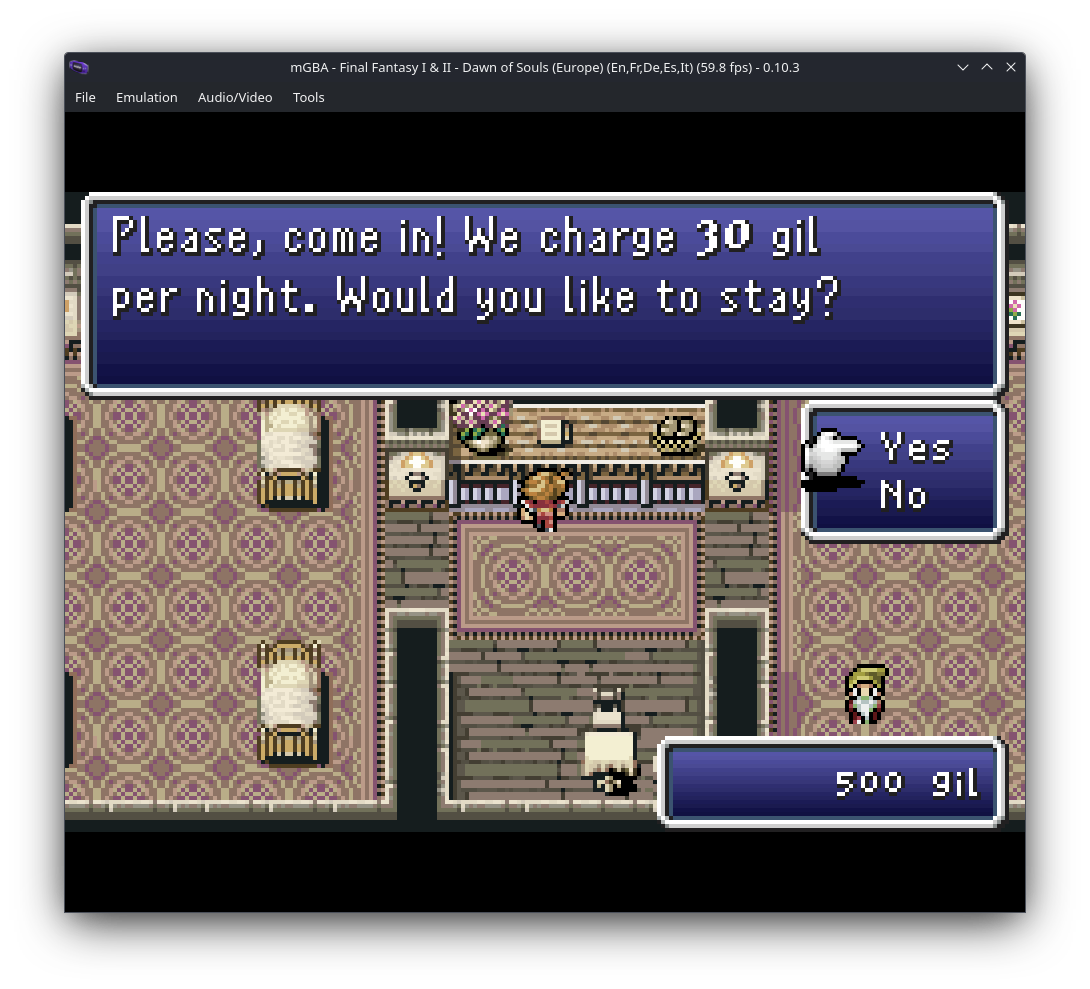 mGBA - Final Fantasy I & II - Dawn of Souls (Europe) (En,Fr,De,Es,It) (59.8 fps) - 0.10.3
File Emulation Audio/Video Tools
Please, come in! We charge 30 gil
per night. Would you like to stay?
Yes
No
500 gil